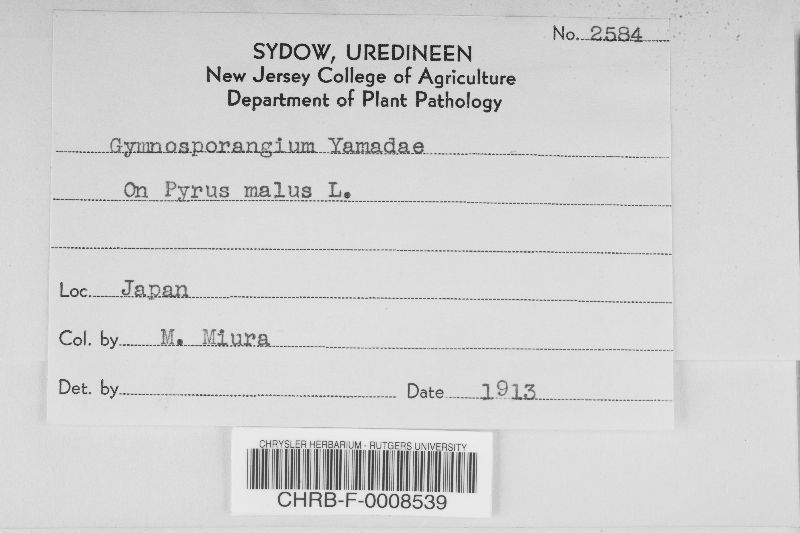 No. 2584
SYDOW, UREDINEEN
New Jersey College of Agriculture
Department of Plant Pathology
Gymnosporangium Yamadae
On Pyrus malus L.
Loc. Japan
Col. by M. Miura
Det. by Date 1913
CHRYSLER HERBARIUM - RUTGERS UNIVERSITY
CHRB-F-0008539